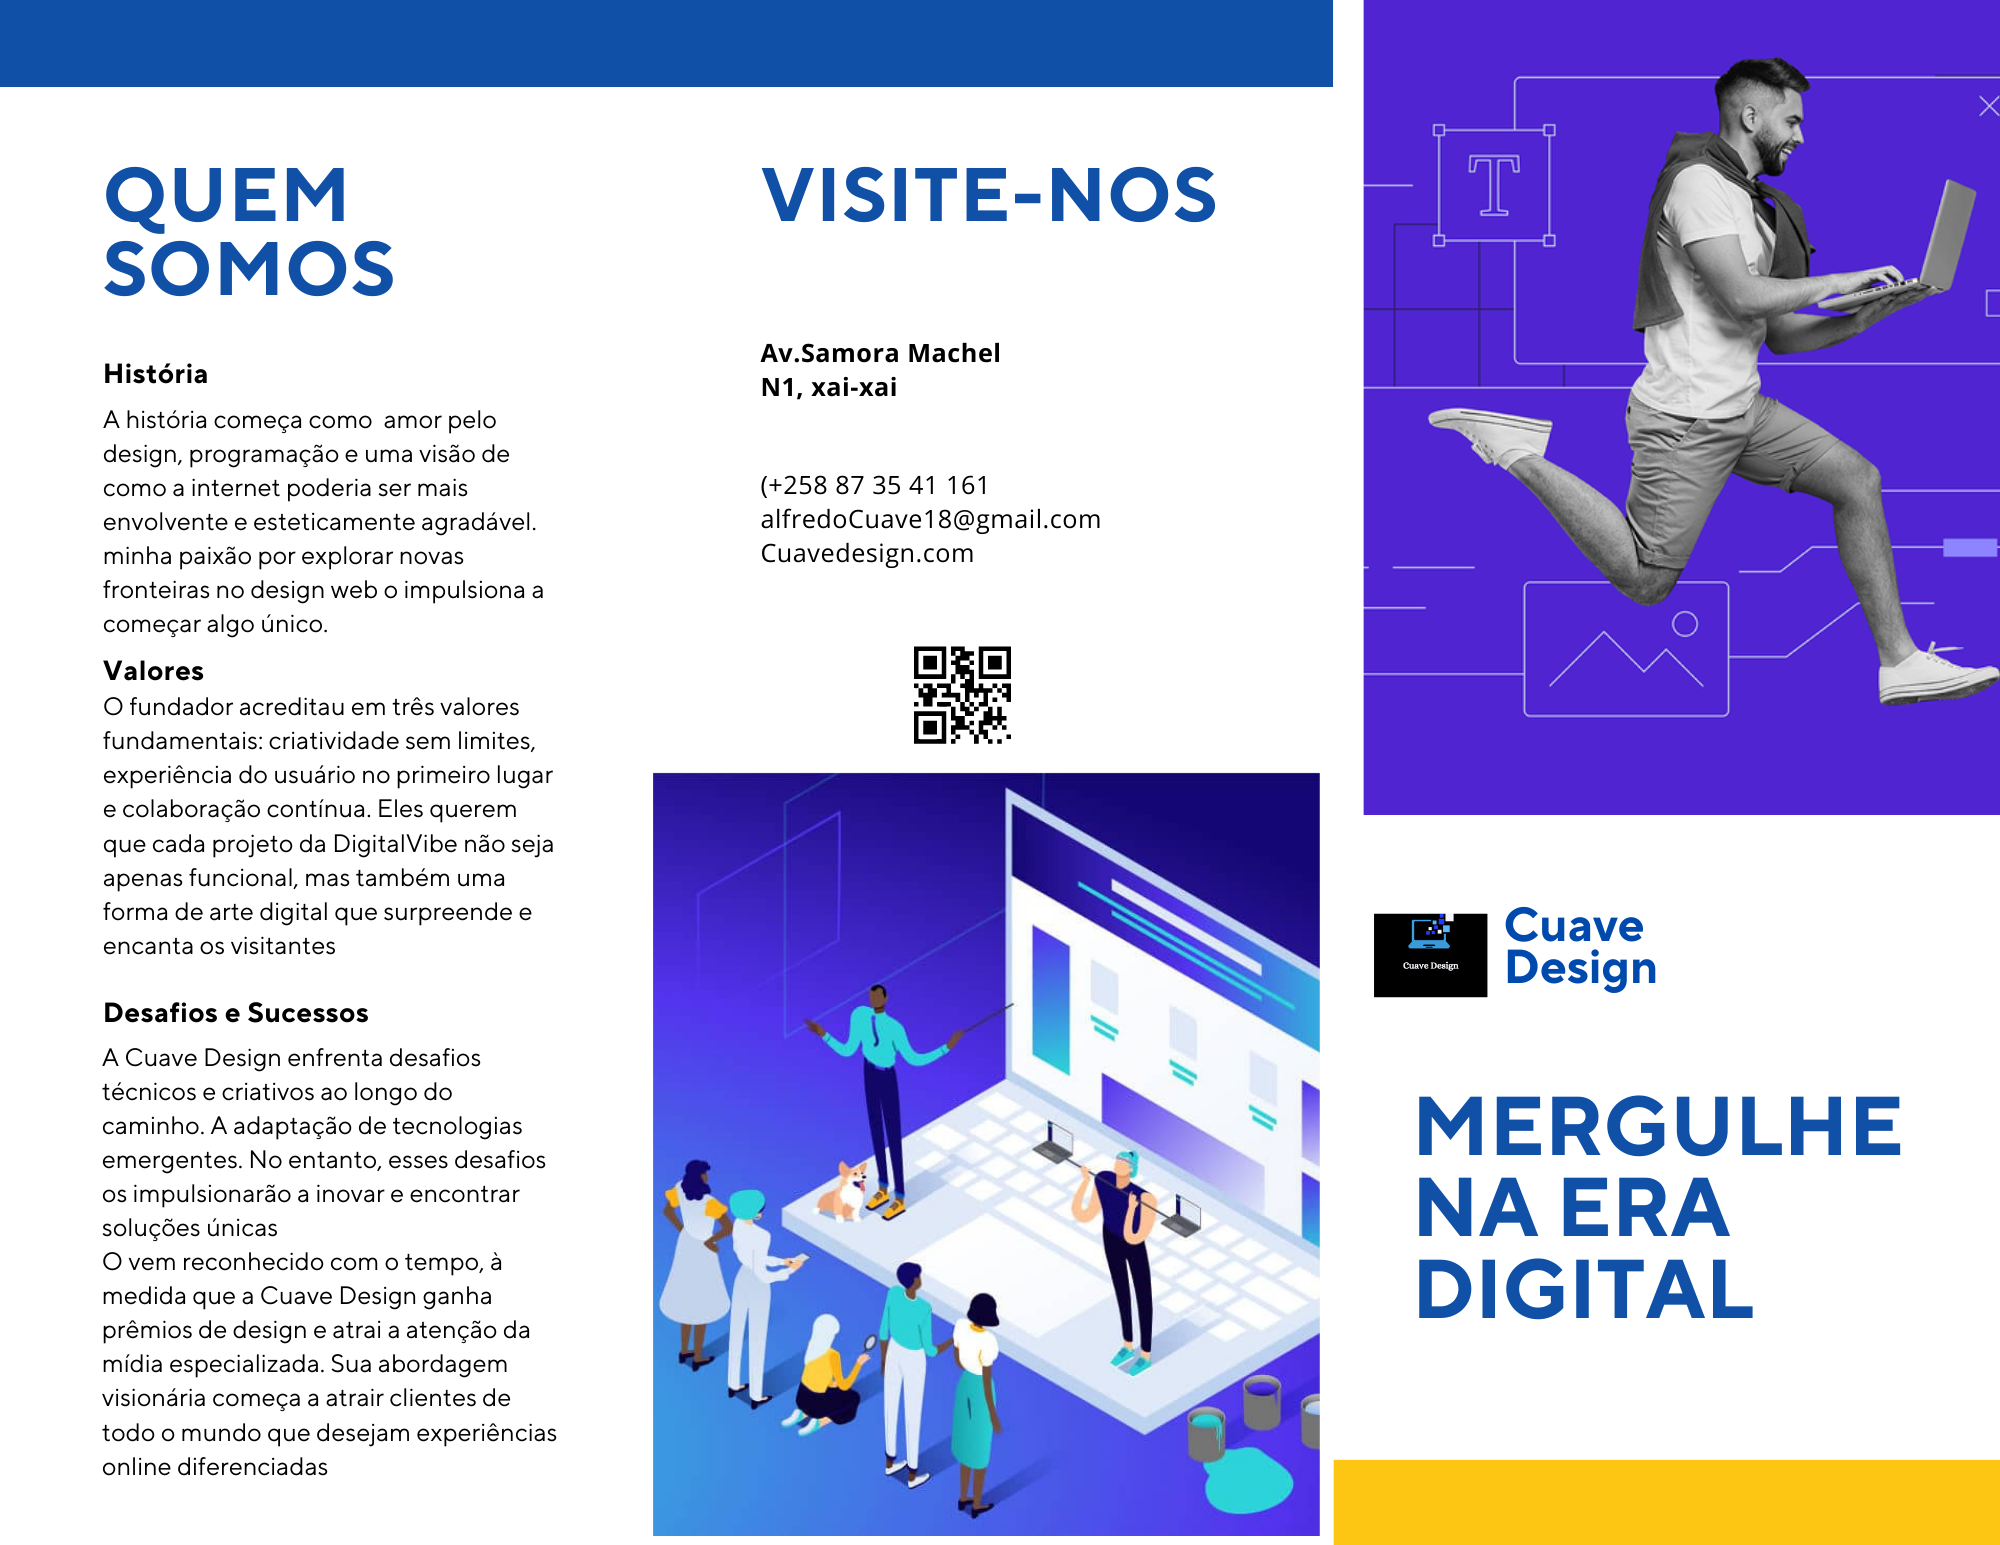 QUEM
SOMOS
História
A história começa como  amor pelo
design, programação e uma visão de
como a internet poderia ser mais
envolvente e esteticamente agradável.
minha paixão por explorar novas
fronteiras no design web o impulsiona a
começar algo único.
Valores
O fundador acreditau em três valores
fundamentais: criatividade sem limites,
experiência do usuário no primeiro lugar
e colaboração contínua. Eles querem
que cada projeto da DigitalVibe não seja
apenas funcional, mas também uma
forma de arte digital que surpreende e
encanta os visitantes
Desafios e Sucessos
A Cuave Design enfrenta desafios
técnicos e criativos ao longo do
caminho. A adaptação de tecnologias
emergentes. No entanto, esses desafios
os impulsionarão a inovar e encontrar
soluções únicas
O vem reconhecido com o tempo, à
medida que a Cuave Design ganha
prêmios de design e atrai a atenção da
mídia especializada. Sua abordagem
visionária começa a atrair clientes de
todo o mundo que desejam experiências
online diferenciadas
VISITE-NOS
Av.Samora Machel
N1, xai-xai
(+258 87 35 41 161
alfredoCuave18@gmail.com
Cuavedesign.com
T
Cuave Design
Cuave
Design
MERGULHE
NA ERA
DIGITAL